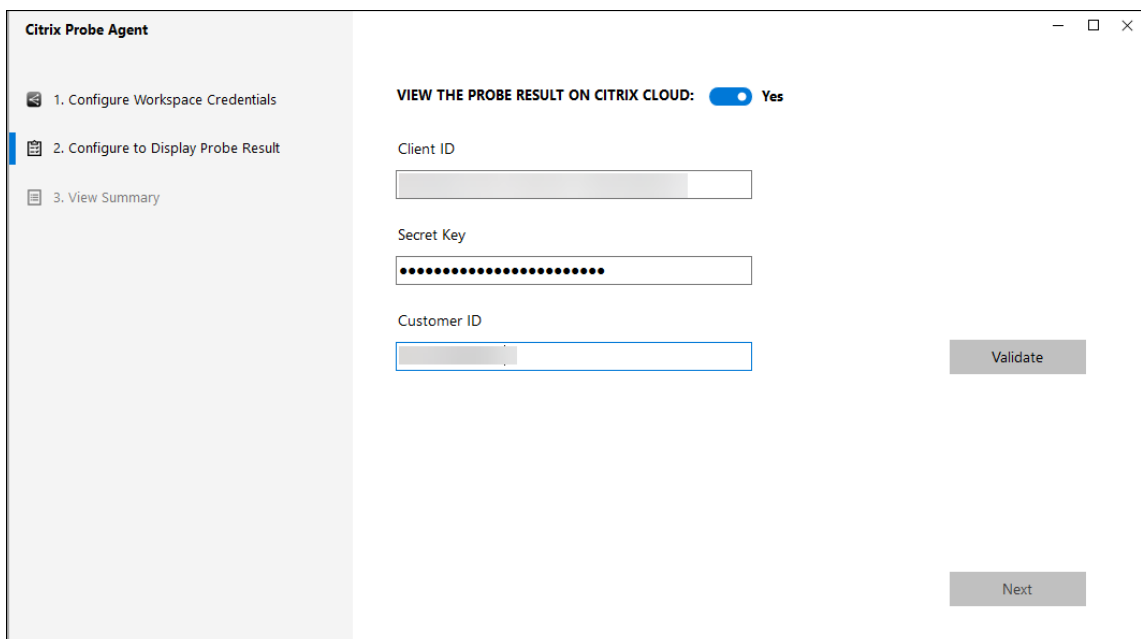 Citrix Probe Agent
1. Configure Workspace Credentials
2. Configure to Display Probe Result
3. View Summary
VIEW THE PROBE RESULT ON CITRIX CLOUD: Yes
Client ID
Secret Key
••••••••••••••••••••••••
Customer ID
Validate
Next